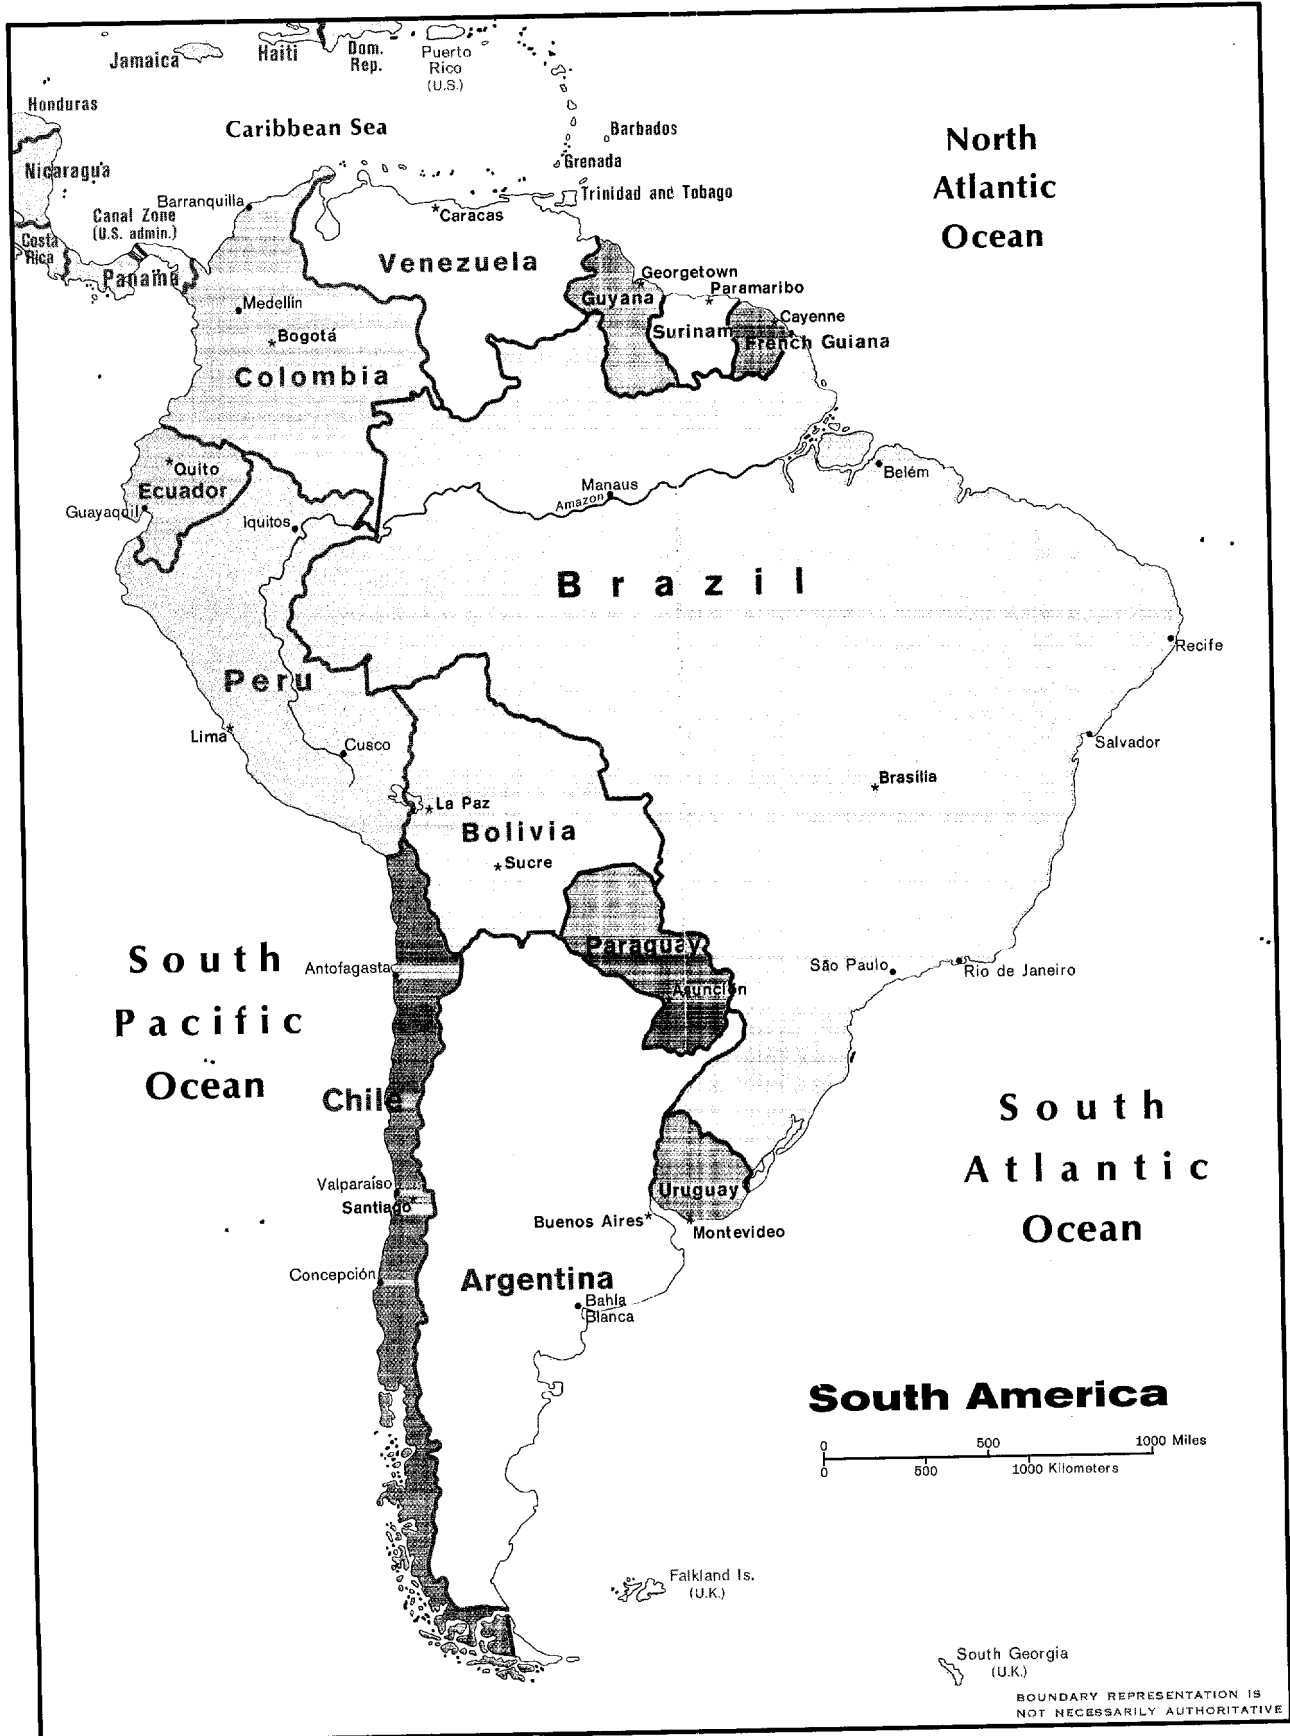 Jamaica
Haiti
Dom.
Rep.
Puerto
Rico
(U.S.)
Honduras
Caribbean Sea
Barbados
North
Atlantic
Ocean
Nicaragua
Grenada
Trinidad and Tobago
Barranquilla
Caracas
Canal Zone
(U.S. admin.)
Costa
Rica
Panama
Venezuela
Georgetown
Paramaribo
Guyana
Medellín
Cayenne
Surinam
French Guiana
Bogotá
Colombia
Quito
Ecuador
Guayaquil
Iquitos
Manaus
Amazon
Belém
Brazil
Recife
Peru
Lima
Cusco
Salvador
Brasília
La Paz
Bolivia
Sucre
Paraguay
South
Pacific
Ocean
Antofagasta
São Paulo
Rio de Janeiro
Asunción
Chile
South
Atlantic
Ocean
Valparaíso
Santiago
Uruguay
Buenos Aires
Montevideo
Concepción
Argentina
Bahía
Blanca
South America
0 500 1000 Miles
0 500 1000 Kilometers
Falkland Is.
(U.K.)
South Georgia
(U.K.)
BOUNDARY REPRESENTATION IS
NOT NECESSARILY AUTHORITATIVE